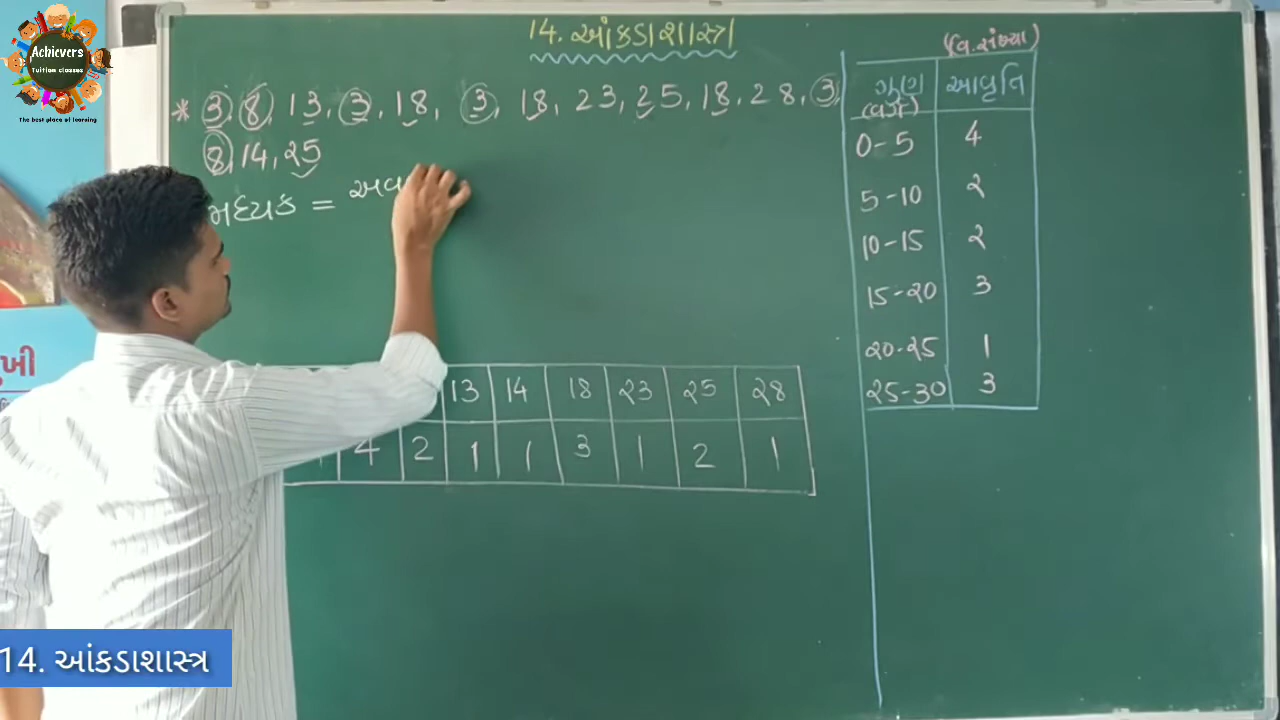 Achievers
Tuition classes
The best place of learning
14. આંકડાશાસ્ત્ર
* 3, 8, 13, 3, 18, 3, 18, 23, 25, 18, 28, 3,
8, 14, 25
મધ્યક = અવ
13 14 18 23 25 28
4 2 1 1 3 1 2 1
(વિ.સંખ્યા)
ગુણ આવૃત્તિ
(વર્ગ)
0-5 4
5-10 2
10-15 2
15-20 3
20-25 1
25-30 3
ખી
14. આંકડાશાસ્ત્ર